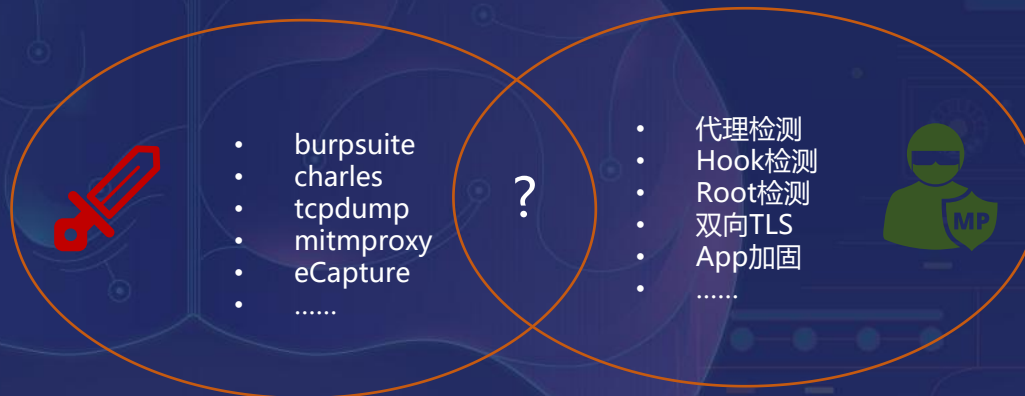 • burpsuite
• charles
• tcpdump
• mitmproxy
• eCapture
• ......
?
• 代理检测
• Hook检测
• Root检测
• 双向TLS
• App加固
• ......
MP